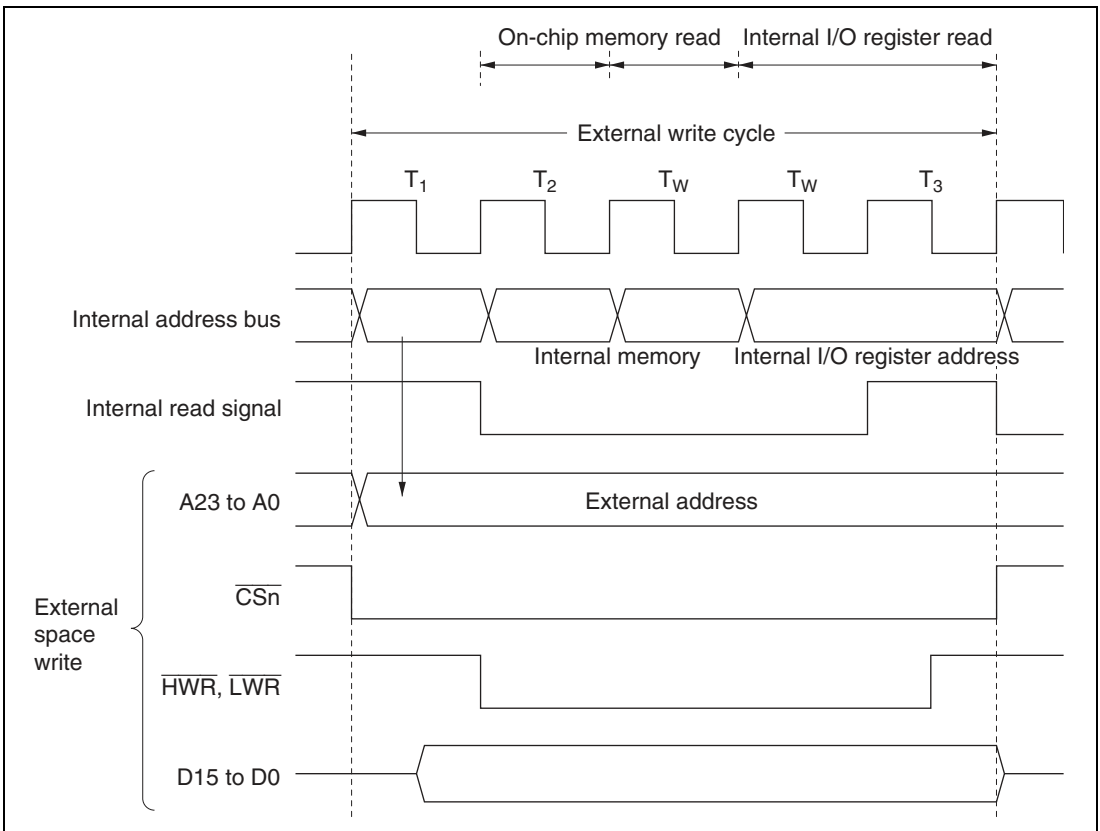 On-chip memory read Internal I/O register read
External write cycle
T1 T2 TW TW T3
Internal address bus
Internal memory Internal I/O register address
Internal read signal
A23 to A0 External address
CSn
External
space
write
HWR, LWR
D15 to D0